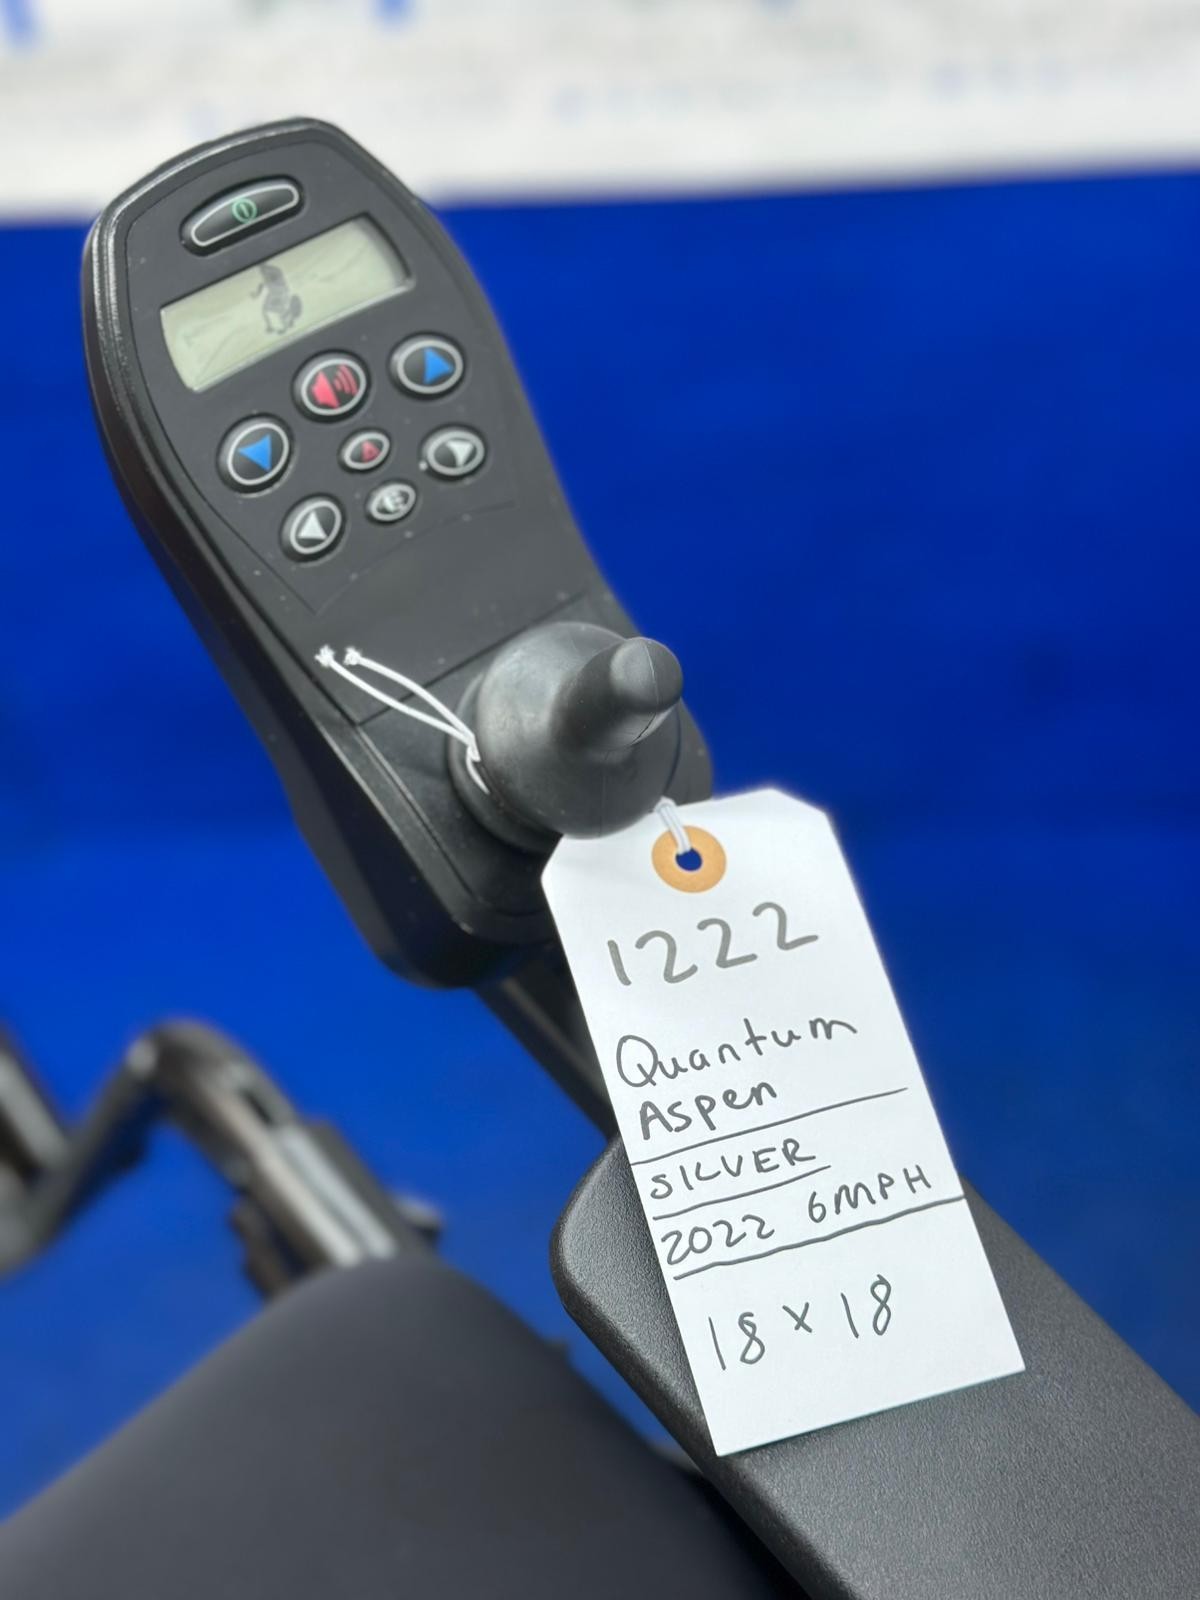 1222
Quantum
Aspen
SILVER
2022 6MPH
18 x 18